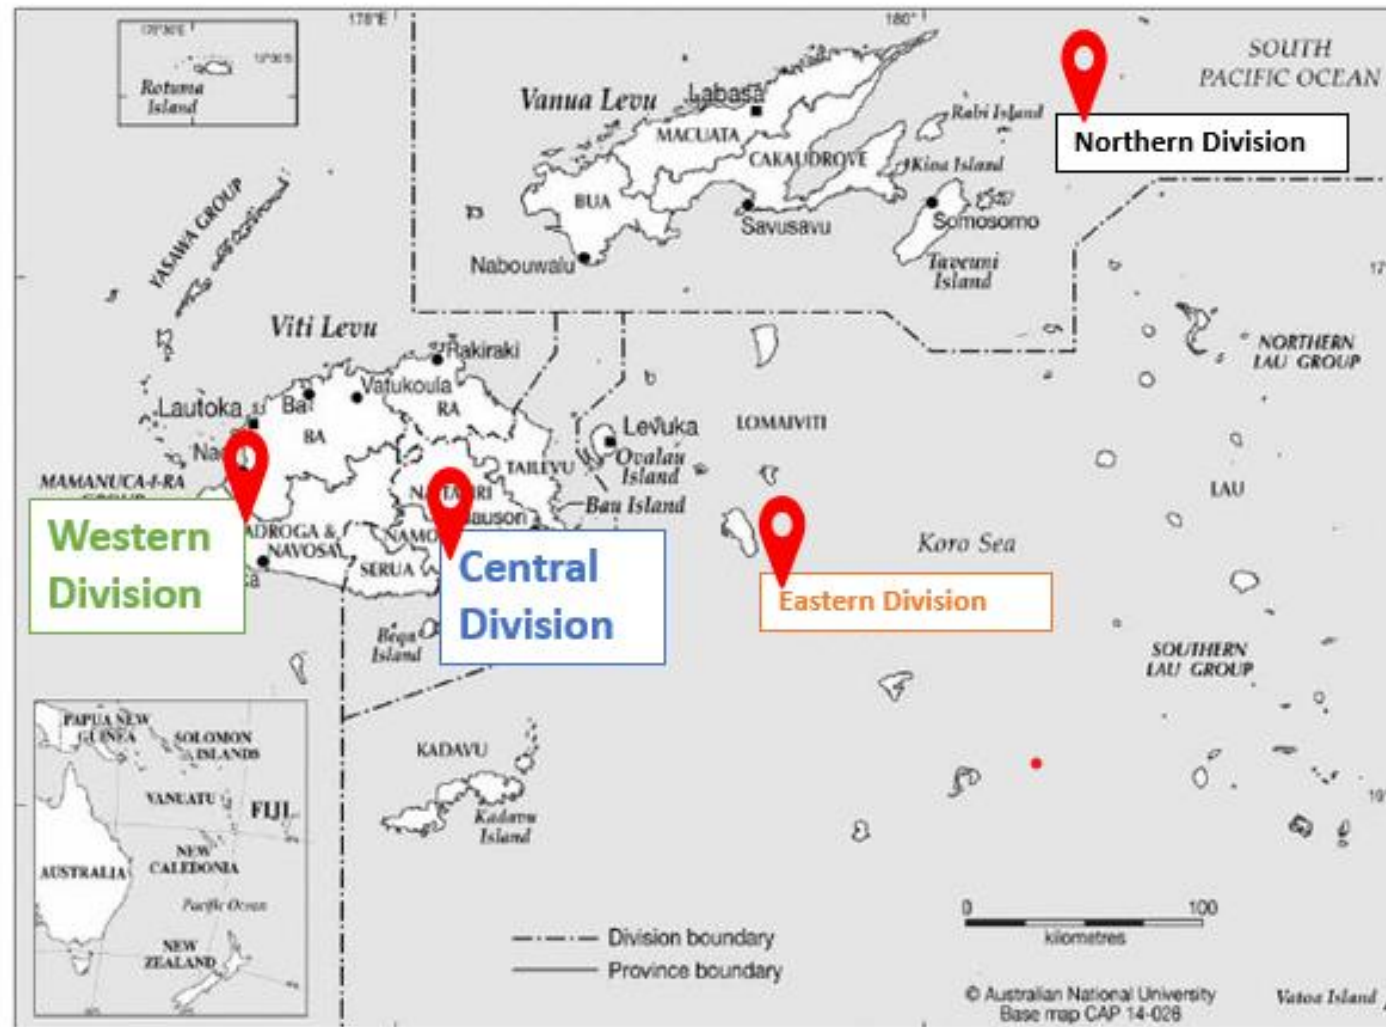 178°E
180°
SOUTH
PACIFIC OCEAN
Rotuma
Island
Vanua Levu
Labasa
MACUATA
CAKAUDROVE
BUA
Rabi Island
Kioa Island
Northern Division
Savusavu
Somosomo
Nabouwalu
Taveuni
Island
YASAWA GROUP
17°
Viti Levu
Rakiraki
Vatukoula
Ba
RA
Lautoka
BA
NORTHERN
LAU GROUP
LOMAIVITI
Levuka
Ovalau
Island
TAILEVU
MAMANUCA-I-RA
Bau Island
LAU
Koro Sea
NAVOSA
SERUA
Western
Division
Central
Division
Eastern Division
Beqa
Island
SOUTHERN
LAU GROUP
KADAVU
Kadavu
Island
PAPUA NEW
GUINEA
SOLOMON
ISLANDS
VANUATU
FIJI
NEW
CALEDONIA
AUSTRALIA
Pacific Ocean
NEW
ZEALAND
Division boundary
Province boundary
0 100
kilometres
© Australian National University
Base map CAP 14-028
Vatoa Island